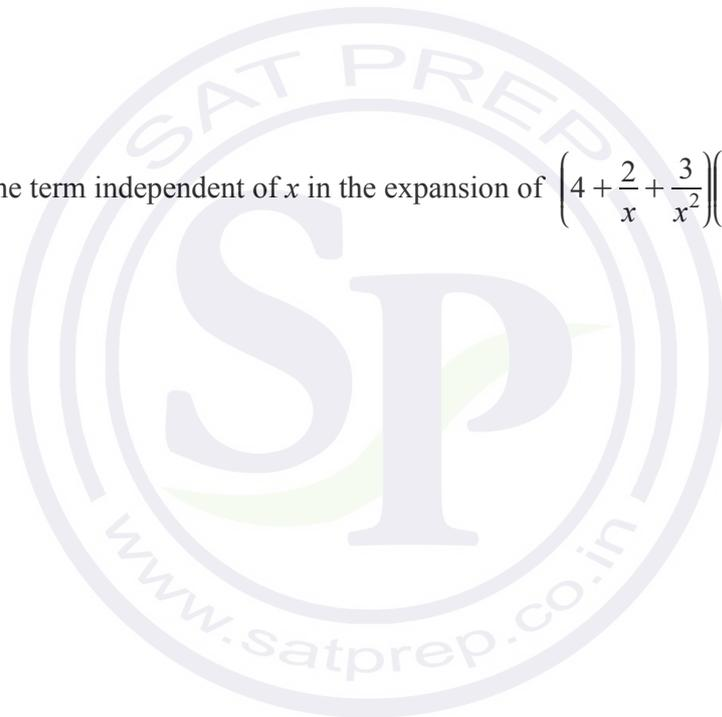 SAT PREP
he term independent of x in the expansion of (4 + 2/x + 3/x²)(
SP
www.satprep.co.in